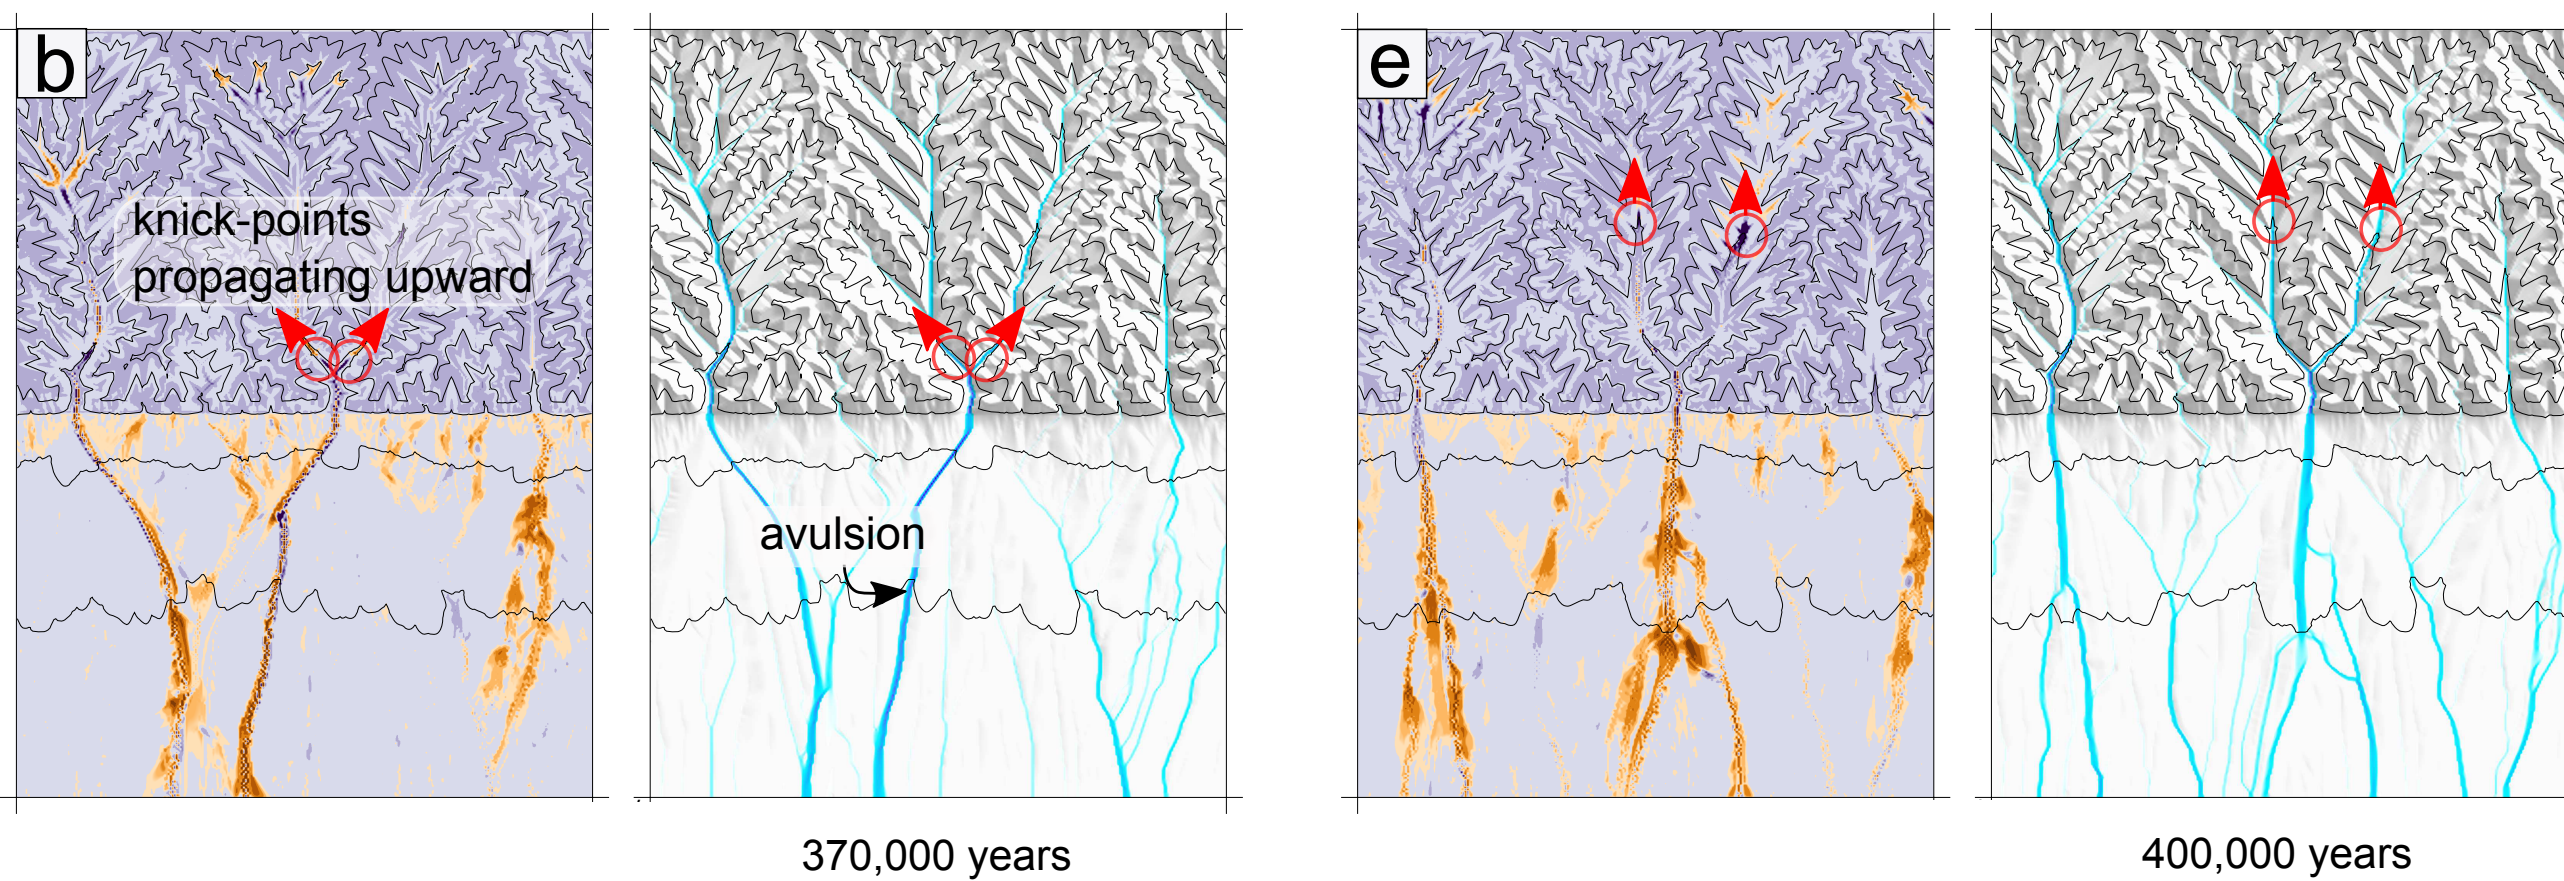 b
knick-points
propagating upward
avulsion
370,000 years
e
400,000 years